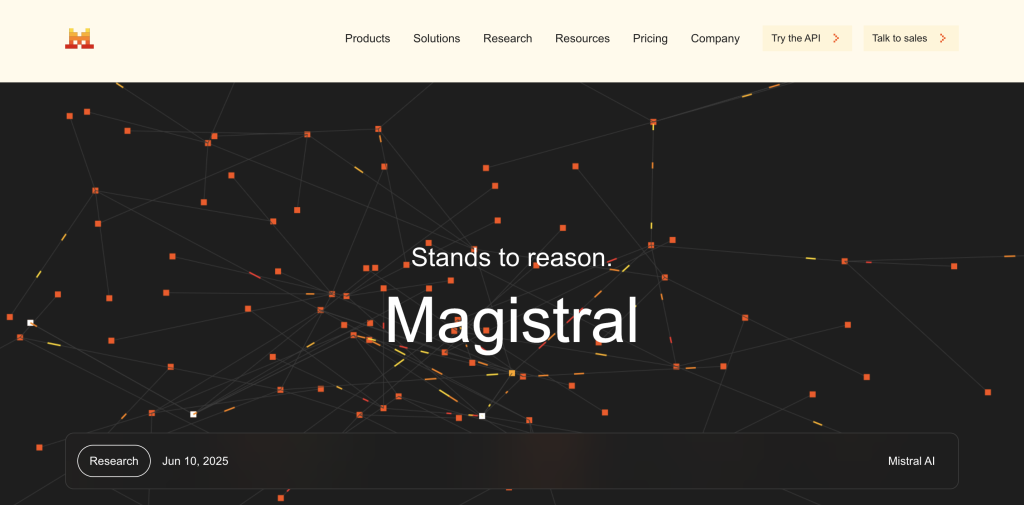 Products Solutions Research Resources Pricing Company Try the API Talk to sales
Stands to reason.
Magistral
Research Jun 10, 2025 Mistral AI